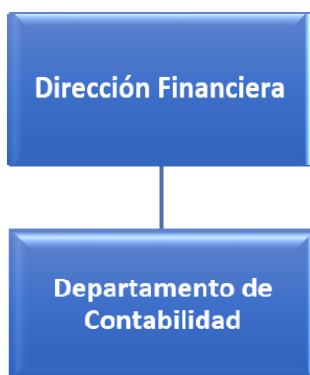 Dirección Financiera
Departamento de
Contabilidad